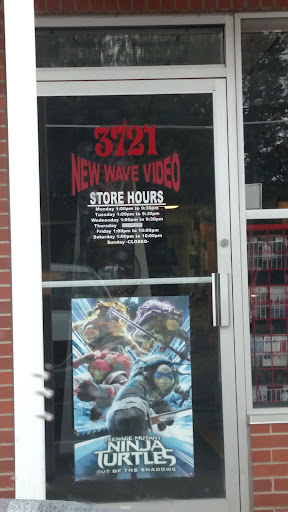 3721
NEW WAVE VIDEO
STORE HOURS
Monday 1:00pm to 9:30pm
Tuesday 1:00pm to 9:30pm
Wednesday 1:00pm to 9:30pm
Thursday
Friday 1:00pm to 10:00pm
Saturday 1:00pm to 10:00pm
Sunday -CLOSED-
TEENAGE MUTANT
NINJA
TURTLES
OUT OF THE SHADOWS